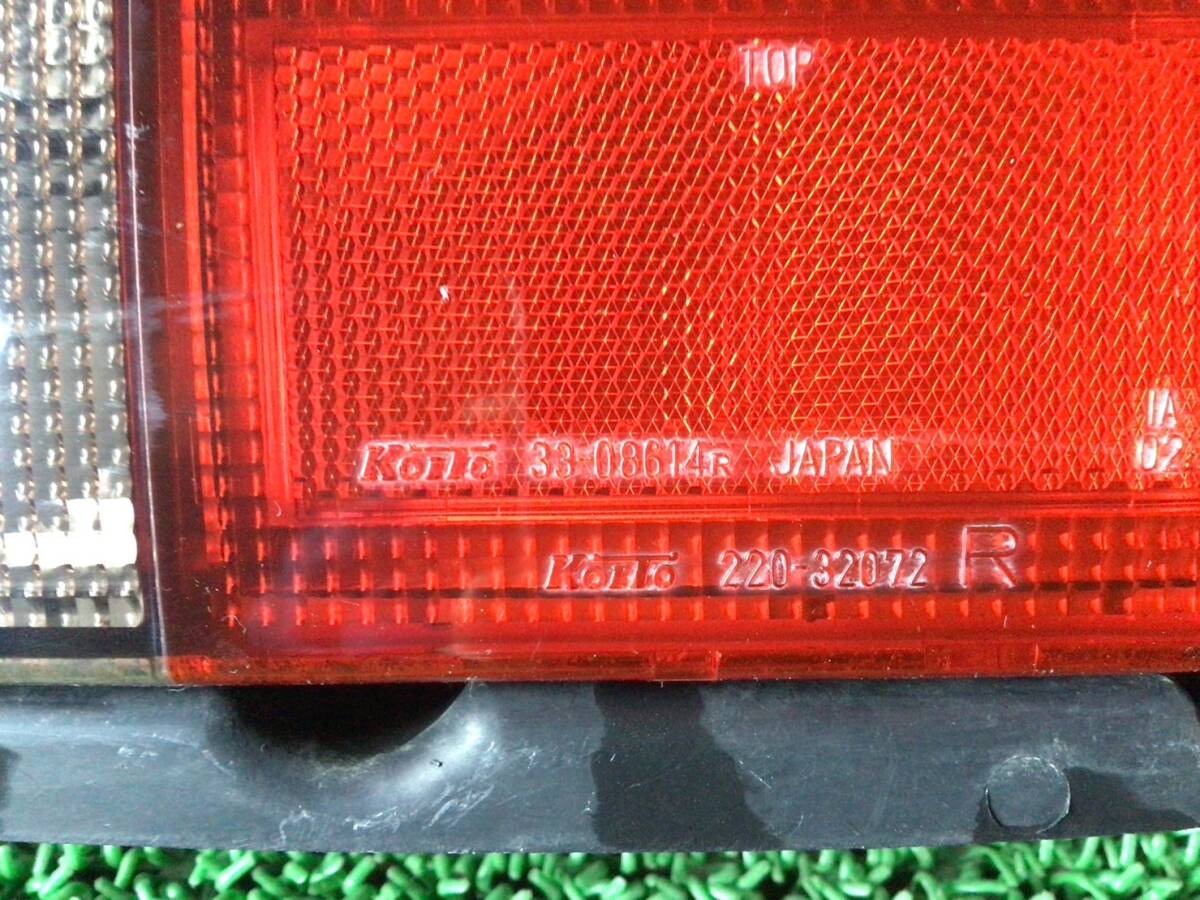 TOP
IA
02
KOITO 33-08614R JAPAN
KOITO 220-32072 R